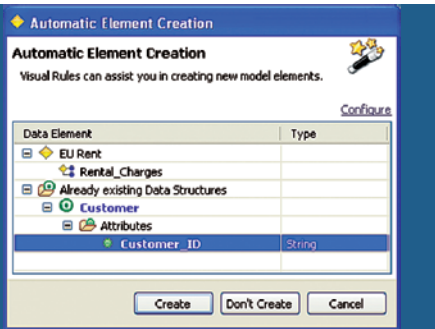 Automatic Element Creation
Automatic Element Creation
Visual Rules can assist you in creating new model elements.
Configure
Data Element Type
EU Rent
Rental_Charges
Already existing Data Structures
Customer
Attributes
Customer_ID String
Create Don't Create Cancel